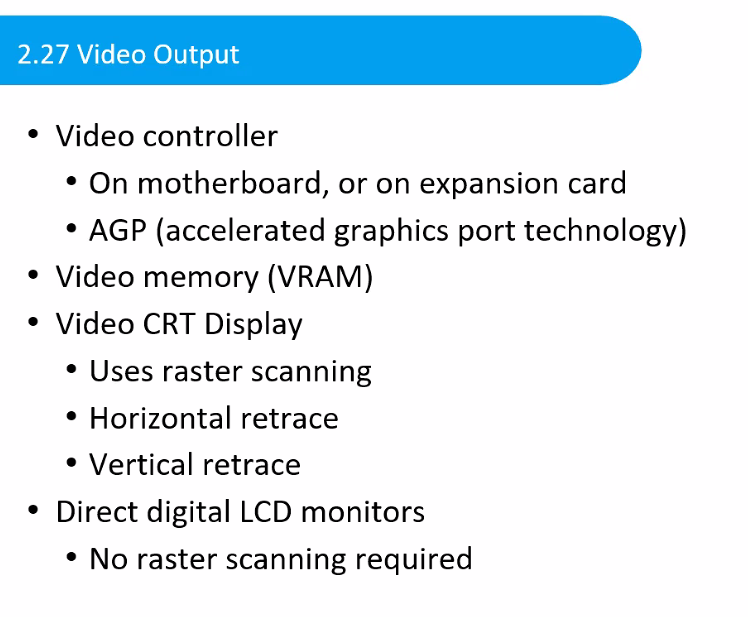 2.27 Video Output
• Video controller
• On motherboard, or on expansion card
• AGP (accelerated graphics port technology)
• Video memory (VRAM)
• Video CRT Display
• Uses raster scanning
• Horizontal retrace
• Vertical retrace
• Direct digital LCD monitors
• No raster scanning required